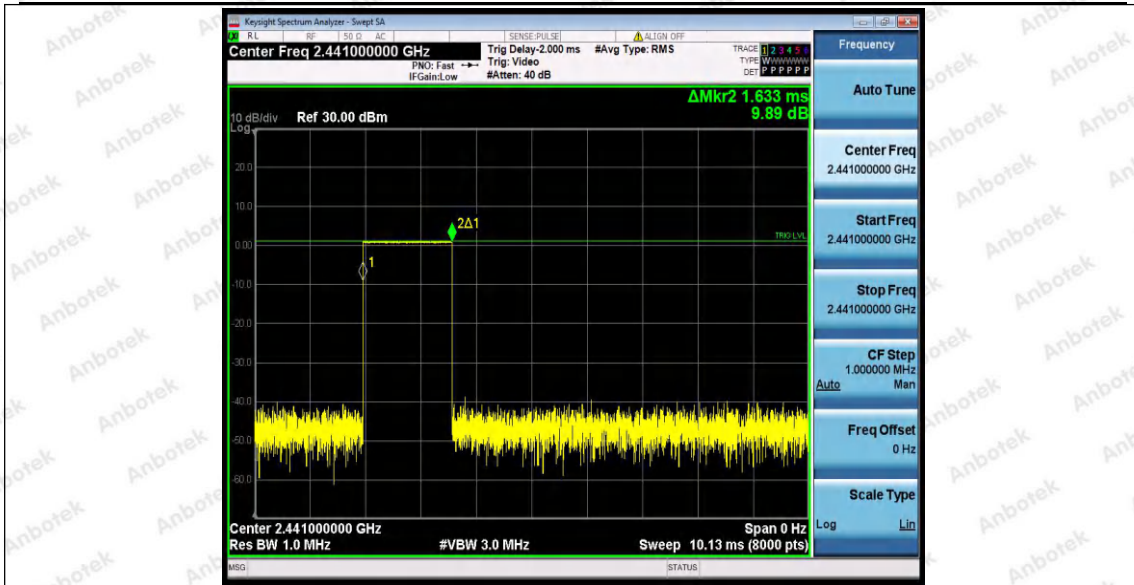 Keysight Spectrum Analyzer - Swept SA
RL RF 50 Ω AC SENSE:PULSE ALIGN OFF
Center Freq 2.441000000 GHz
PNO: Fast
IFGain:Low
Trig Delay-2.000 ms
Trig: Video
#Atten: 40 dB
#Avg Type: RMS
TRACE 1 2 3 4 5 6
TYPE WWWWWW
DET P P P P P P
ΔMkr2 1.633 ms
9.89 dB
10 dB/div Ref 30.00 dBm
Log
20.0
10.0
2Δ1
TRIG LVL
0.00
1
-10.0
-20.0
-30.0
-40.0
-50.0
-60.0
Center 2.441000000 GHz Span 0 Hz
Res BW 1.0 MHz #VBW 3.0 MHz Sweep 10.13 ms (8000 pts)
MSG STATUS
Frequency
Auto Tune
Center Freq
2.441000000 GHz
Start Freq
2.441000000 GHz
Stop Freq
2.441000000 GHz
CF Step
1.000000 MHz
Auto Man
Freq Offset
0 Hz
Scale Type
Log Lin
Anbotek